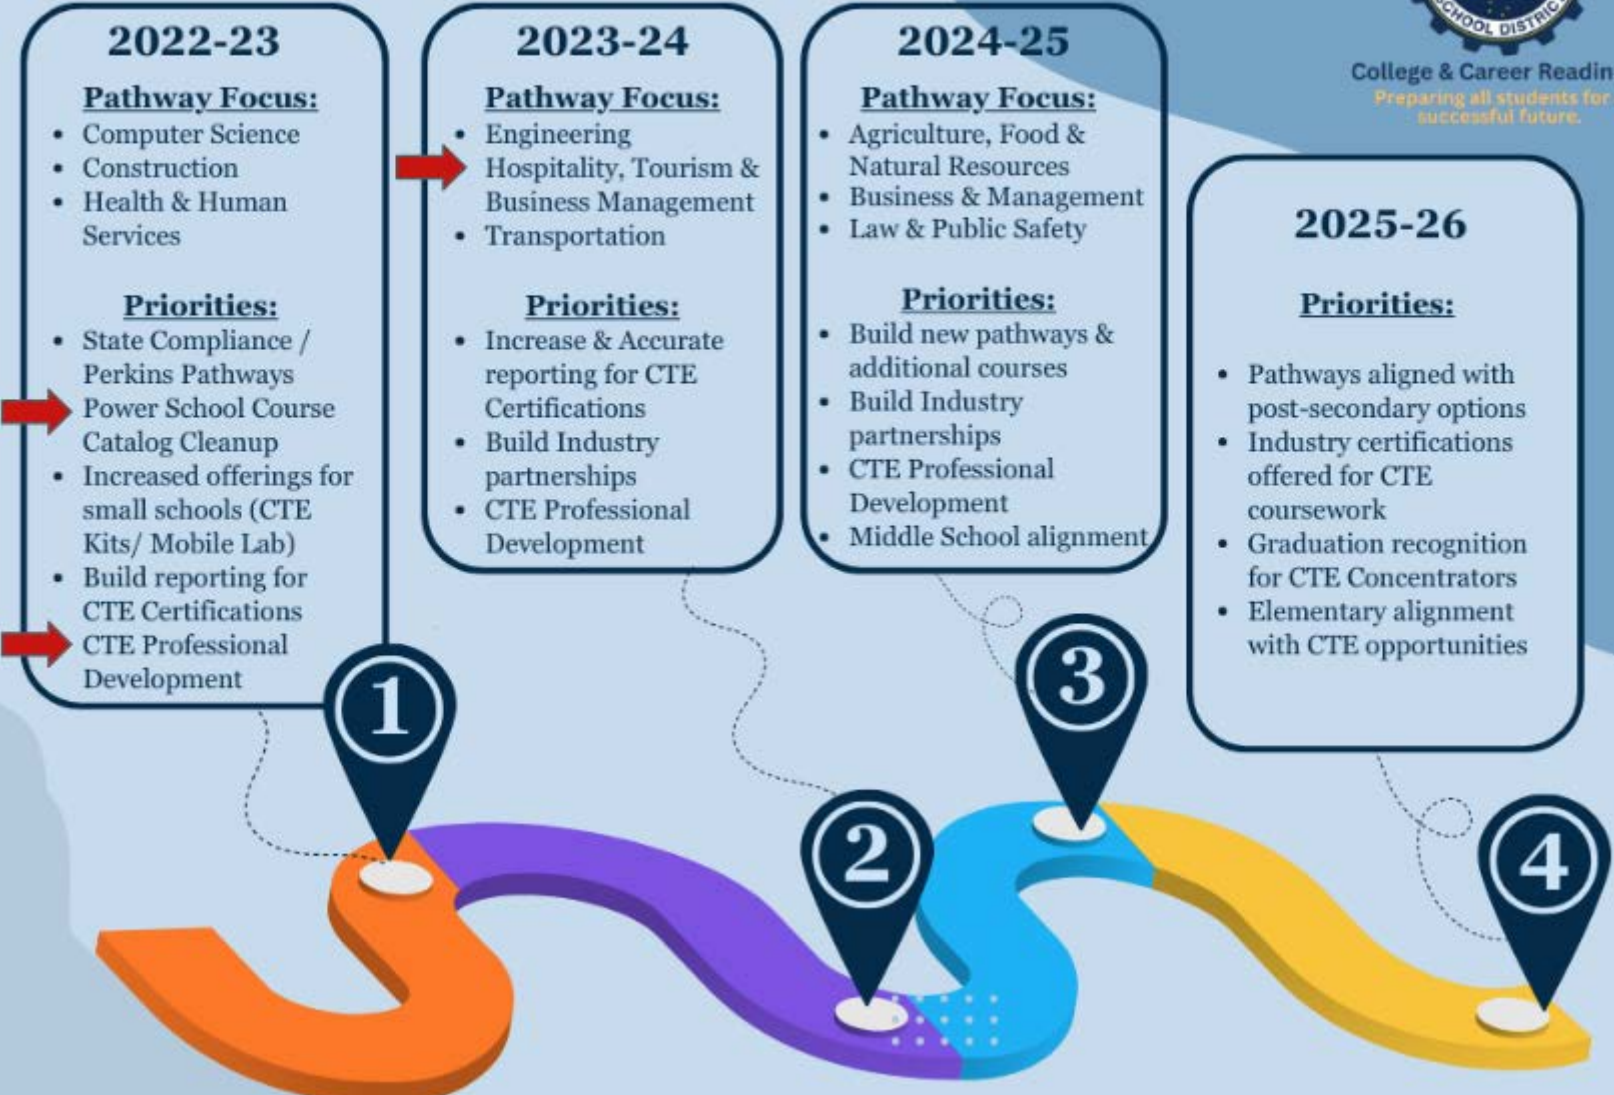 2022-23
Pathway Focus:
• Computer Science
• Construction
• Health & Human
Services
Priorities:
• State Compliance /
Perkins Pathways
• Power School Course
Catalog Cleanup
• Increased offerings for
small schools (CTE
Kits/ Mobile Lab)
• Build reporting for
CTE Certifications
• CTE Professional
Development
2023-24
Pathway Focus:
• Engineering
• Hospitality, Tourism &
Business Management
• Transportation
Priorities:
• Increase & Accurate
reporting for CTE
Certifications
• Build Industry
partnerships
• CTE Professional
Development
2024-25
Pathway Focus:
• Agriculture, Food &
Natural Resources
• Business & Management
• Law & Public Safety
Priorities:
• Build new pathways &
additional courses
• Build Industry
partnerships
• CTE Professional
Development
• Middle School alignment
SCHOOL DISTRIC
College & Career Readin
Preparing all students for
successful future.
2025-26
Priorities:
• Pathways aligned with
post-secondary options
• Industry certifications
offered for CTE
coursework
• Graduation recognition
for CTE Concentrators
• Elementary alignment
with CTE opportunities
1
2
3
4